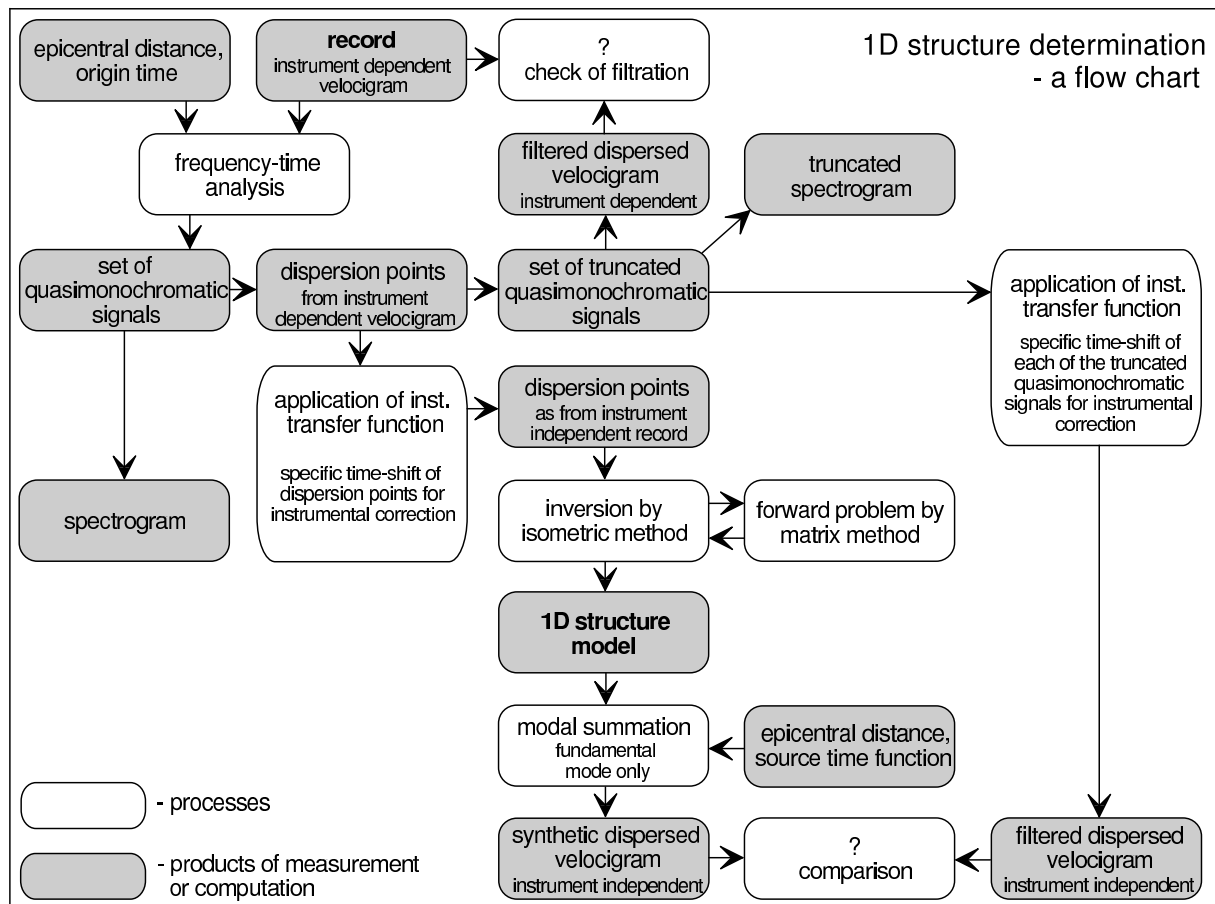 1D structure determination
- a flow chart
epicentral distance,
origin time
record
instrument dependent
velocigram
?
check of filtration
frequency-time
analysis
filtered dispersed
velocigram
instrument dependent
truncated
spectrogram
set of
quasimonochromatic
signals
dispersion points
from instrument
dependent velocigram
set of truncated
quasimonochromatic
signals
application of inst.
transfer function
specific time-shift of
each of the truncated
quasimonochromatic
signals for instrumental
correction
application of inst.
transfer function
specific time-shift of
dispersion points for
instrumental correction
dispersion points
as from instrument
independent record
spectrogram
inversion by
isometric method
forward problem by
matrix method
1D structure
model
modal summation
fundamental
mode only
epicentral distance,
source time function
- processes
- products of measurement
or computation
synthetic dispersed
velocigram
instrument independent
?
comparison
filtered dispersed
velocigram
instrument independent